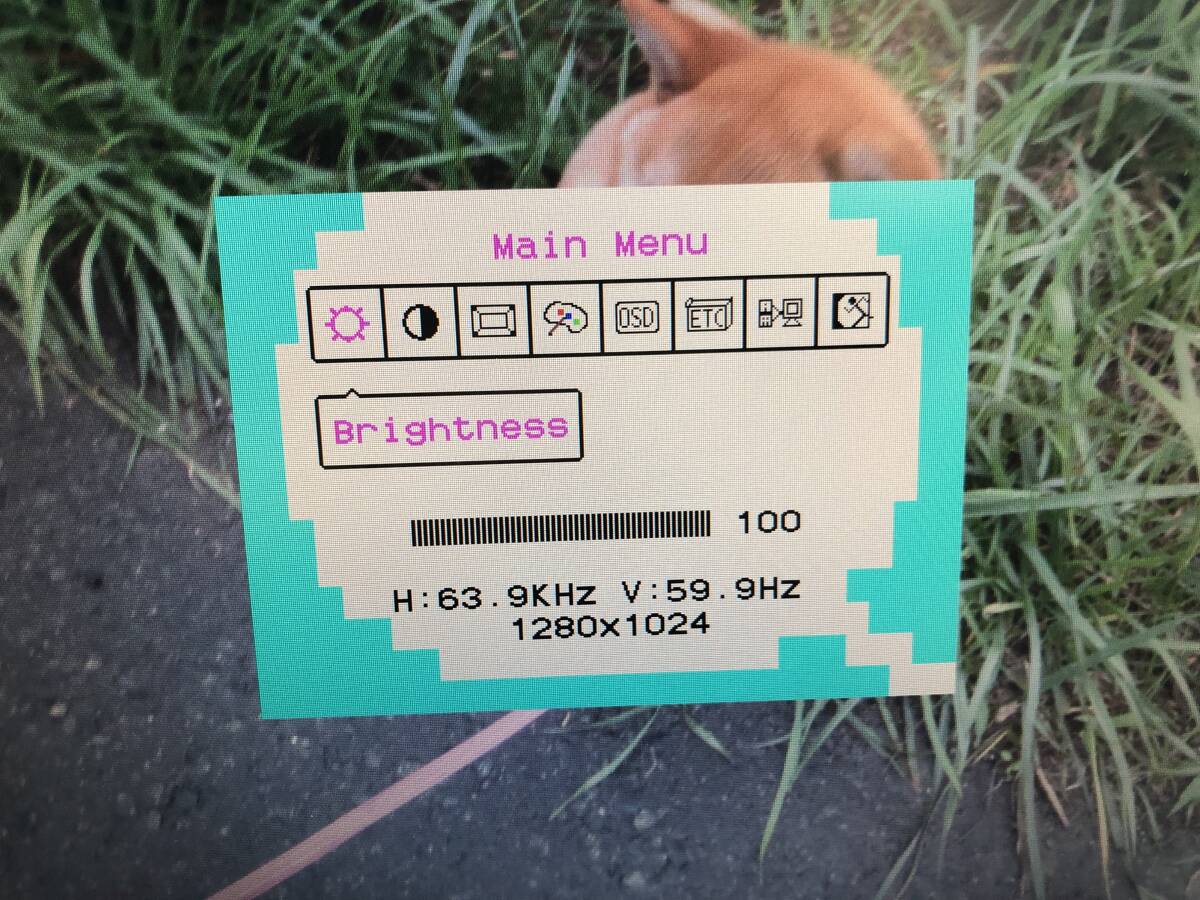 Main Menu
OSD ETC
Brightness
100
H:63.9KHz V:59.9Hz
1280x1024